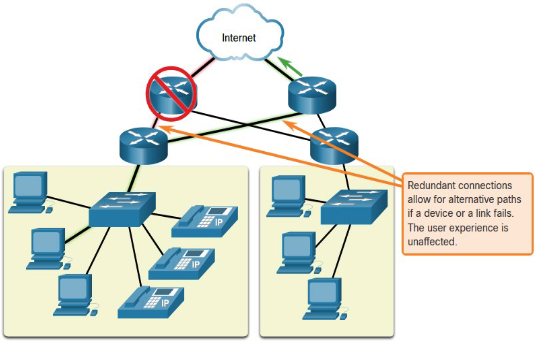 Internet
Redundant connections
allow for alternative paths
if a device or a link fails.
The user experience is
unaffected.
IP
IP
IP